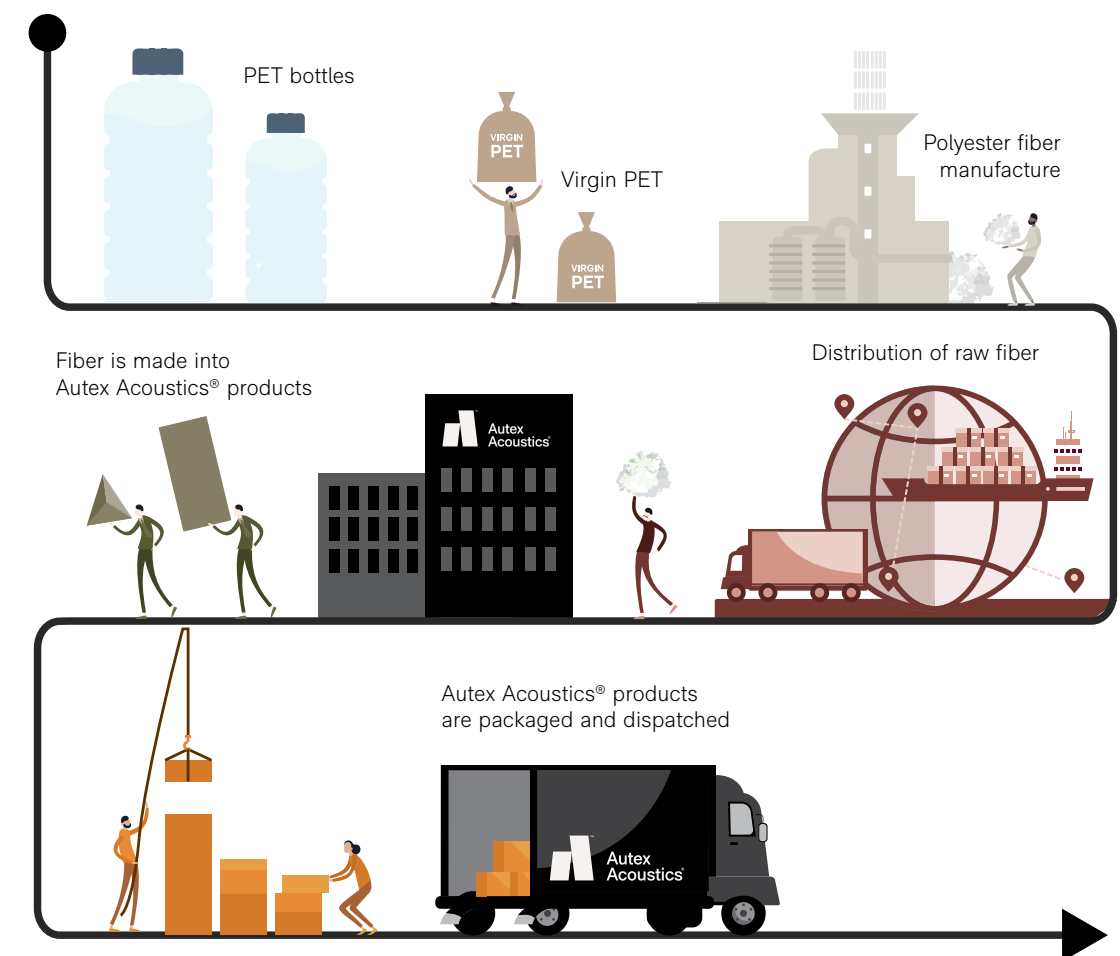 PET bottles
VIRGIN
PET
Virgin PET
VIRGIN
PET
Polyester fiber
manufacture
Fiber is made into
Autex Acoustics® products
Autex
Acoustics®
Distribution of raw fiber
Autex Acoustics® products
are packaged and dispatched
Autex
Acoustics®